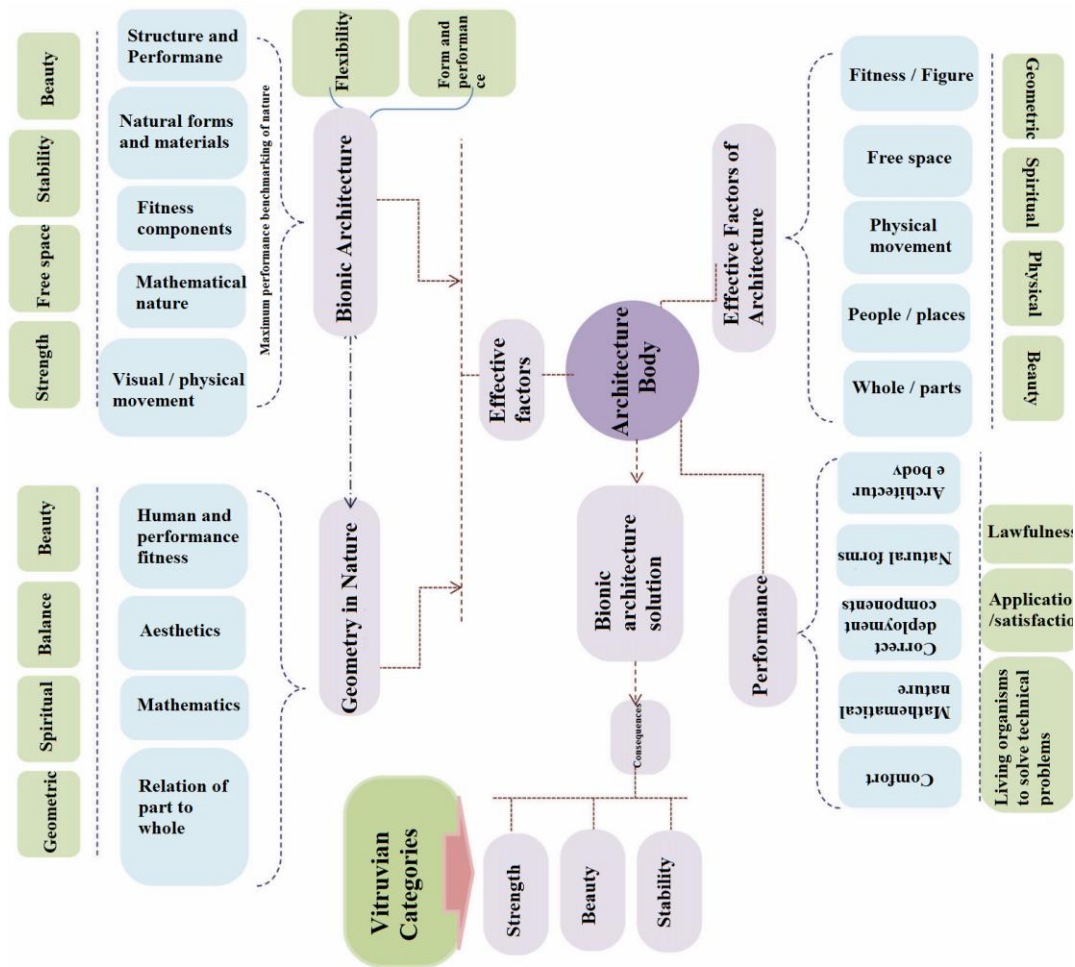 Beauty
Stability
Free space
Strength
Structure and
Performane
Natural forms
and materials
Fitness
components
Mathematical
nature
Visual / physical
movement
Maximum performance benchmarking of nature
Flexibility
Form and
performan
ce
Bionic Architecture
Beauty
Balance
Spiritual
Geometric
Human and
performance
fitness
Aesthetics
Mathematics
Relation of
part to
whole
Geometry in Nature
Effective
factors
Architecture
Body
Bionic
architecture
solution
Consequences
Vitruvian
Categories
Strength
Beauty
Stability
Effective Factors of
Architecture
Fitness / Figure
Free space
Physical
movement
People / places
Whole / parts
Geometric
Spiritual
Physical
Beauty
Performance
Architectur
e body
Natural forms
Correct
deployment
components
Mathematical
nature
Comfort
Lawfulness
Application
/satisfactio
Living organisms
to solve technical
problems